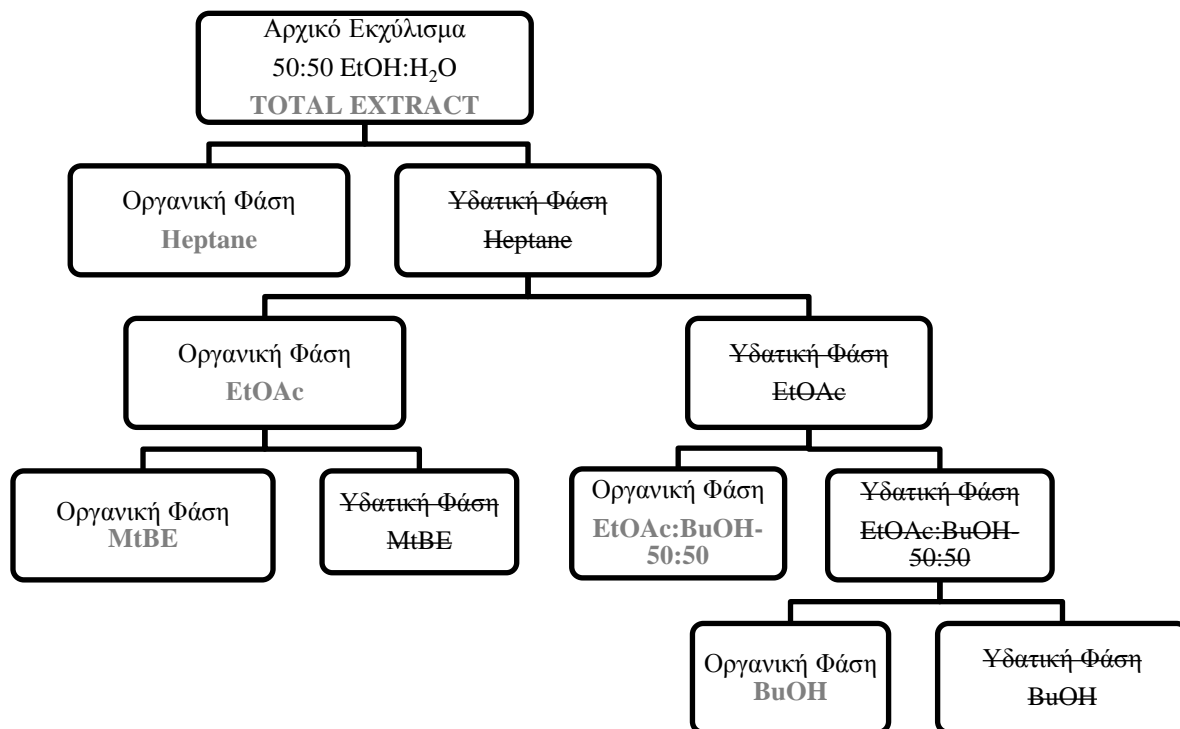 Αρχικό Εκχύλισμα
50:50 EtOH:H₂O
TOTAL EXTRACT
Οργανική Φάση
Heptane
Υδατική Φάση
Heptane
Οργανική Φάση
EtOAc
Υδατική Φάση
EtOAc
Οργανική Φάση
MtBE
Υδατική Φάση
MtBE
Οργανική Φάση
EtOAc:BuOH-
50:50
Υδατική Φάση
EtOAc:BuOH-
50:50
Οργανική Φάση
BuOH
Υδατική Φάση
BuOH